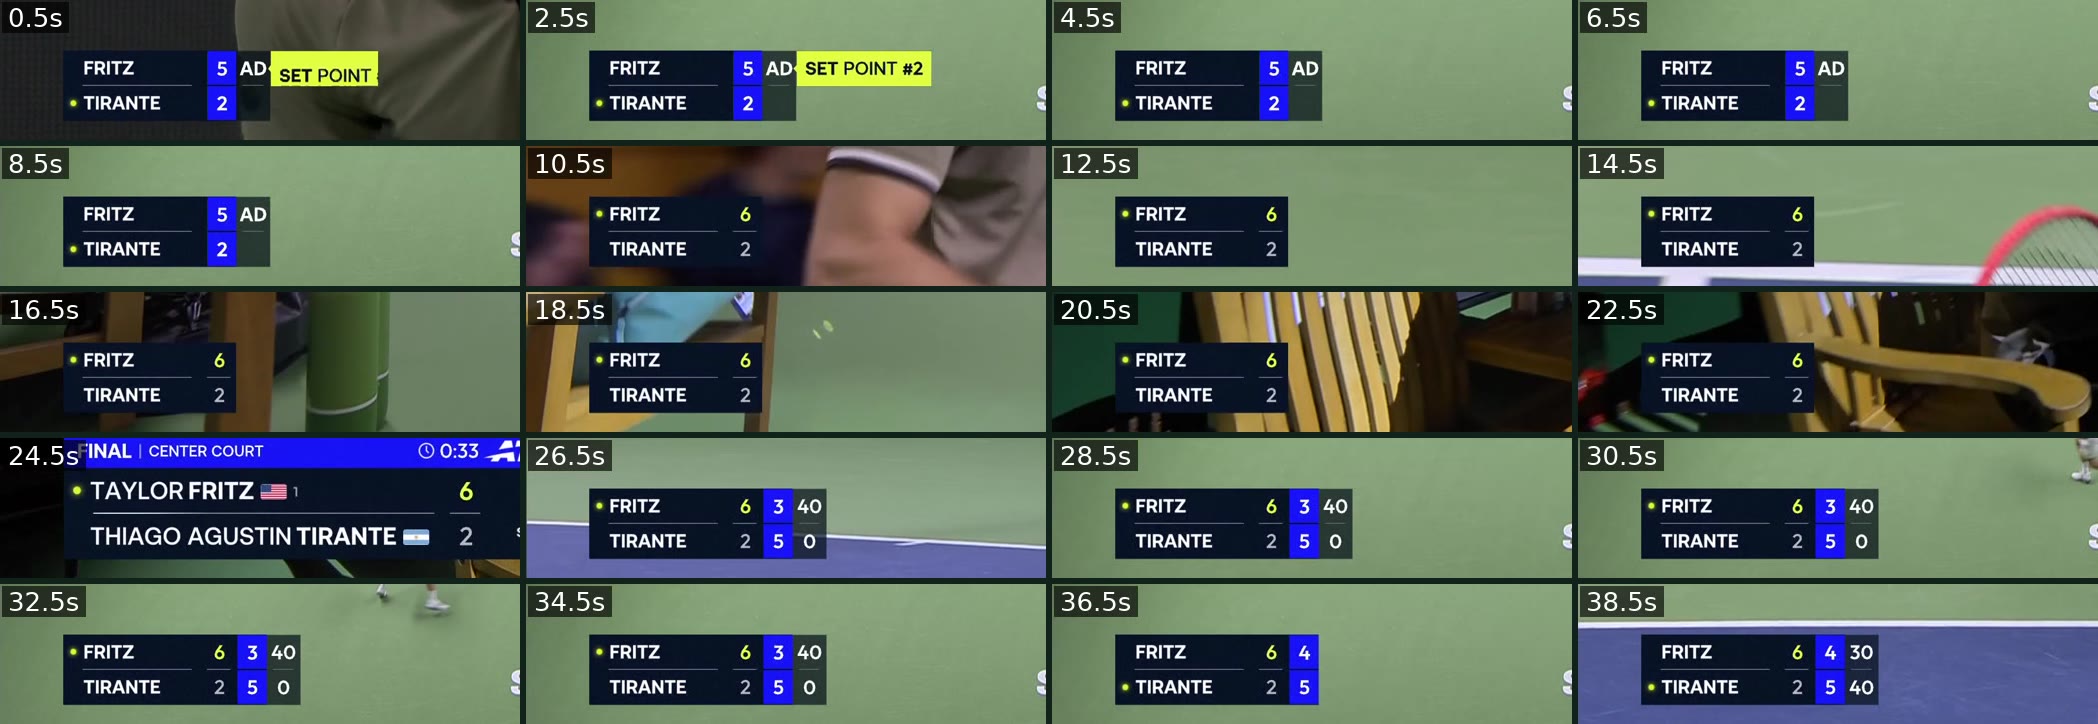 0.5s
FRITZ 5 AD SET POINT
TIRANTE 2
2.5s
FRITZ 5 AD SET POINT #2
TIRANTE 2
4.5s
FRITZ 5 AD
TIRANTE 2
6.5s
FRITZ 5 AD
TIRANTE 2
8.5s
FRITZ 5 AD
TIRANTE 2
10.5s
FRITZ 6
TIRANTE 2
12.5s
FRITZ 6
TIRANTE 2
14.5s
FRITZ 6
TIRANTE 2
16.5s
FRITZ 6
TIRANTE 2
18.5s
FRITZ 6
TIRANTE 2
20.5s
FRITZ 6
TIRANTE 2
22.5s
FRITZ 6
TIRANTE 2
24.5s
FINAL | CENTER COURT 0:33
TAYLOR FRITZ 1 6
THIAGO AGUSTIN TIRANTE 2
26.5s
FRITZ 6 3 40
TIRANTE 2 5 0
28.5s
FRITZ 6 3 40
TIRANTE 2 5 0
30.5s
FRITZ 6 3 40
TIRANTE 2 5 0
32.5s
FRITZ 6 3 40
TIRANTE 2 5 0
34.5s
FRITZ 6 3 40
TIRANTE 2 5 0
36.5s
FRITZ 6 4
TIRANTE 2 5
38.5s
FRITZ 6 4 30
TIRANTE 2 5 40